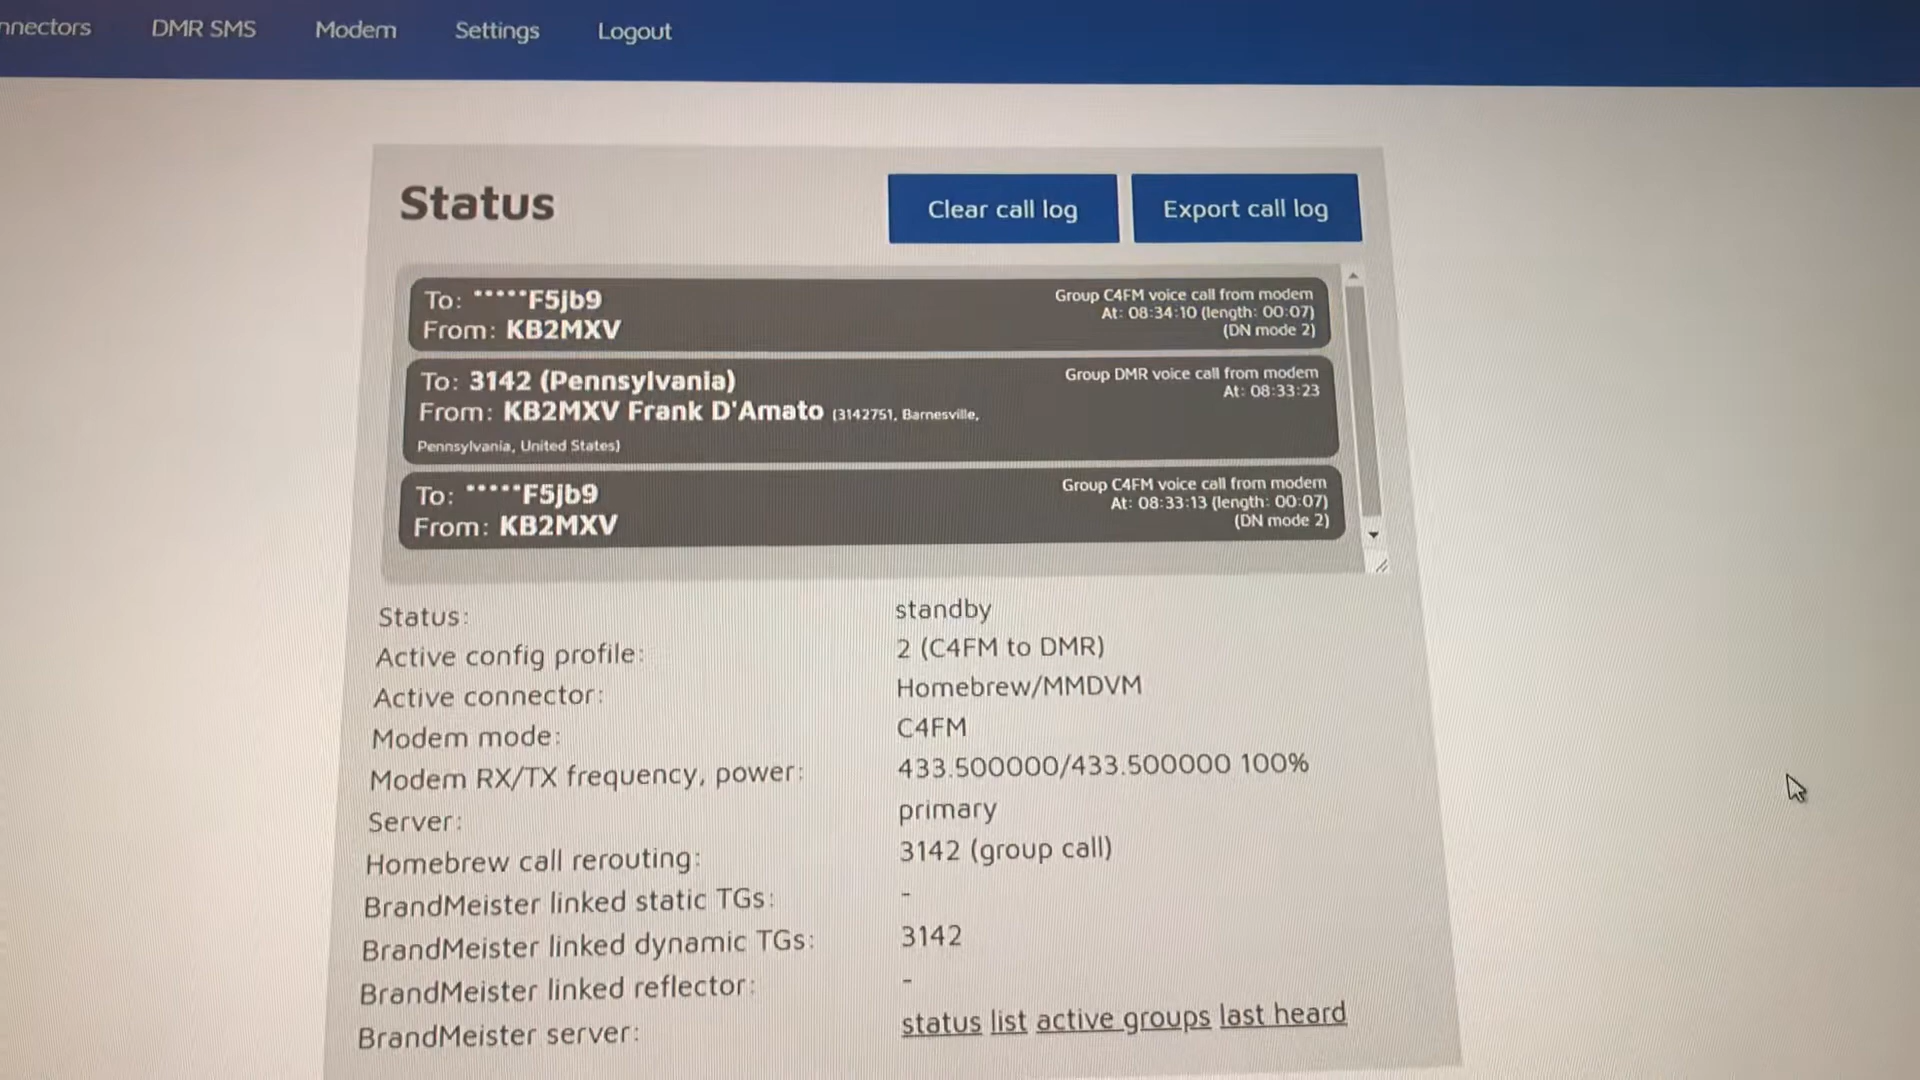 nnectors DMR SMS Modem Settings Logout
Status
Clear call log Export call log
To: *****F5jb9
From: KB2MXV
Group C4FM voice call from modem
At: 08:34:10 (length: 00:07)
(DN mode 2)
To: 3142 (Pennsylvania)
From: KB2MXV Frank D'Amato (3142751, Barnesville,
Pennsylvania, United States)
Group DMR voice call from modem
At: 08:33:23
To: *****F5jb9
From: KB2MXV
Group C4FM voice call from modem
At: 08:33:13 (length: 00:07)
(DN mode 2)
Status: standby
Active config profile: 2 (C4FM to DMR)
Active connector: Homebrew/MMDVM
Modem mode: C4FM
Modem RX/TX frequency, power: 433.500000/433.500000 100%
Server: primary
Homebrew call rerouting: 3142 (group call)
BrandMeister linked static TGs: -
BrandMeister linked dynamic TGs: 3142
BrandMeister linked reflector: -
BrandMeister server: status list active groups last heard